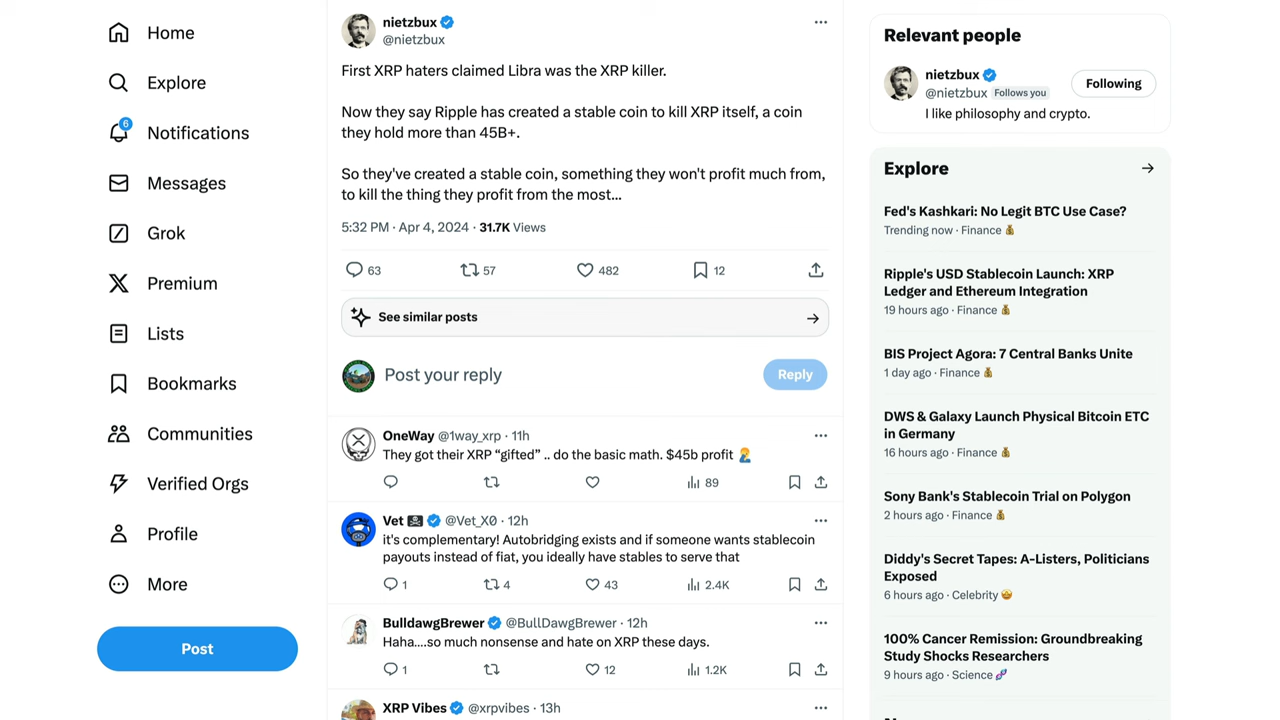 Home
Explore
6
Notifications
Messages
Grok
Premium
Lists
Bookmarks
Communities
Verified Orgs
Profile
More
Post
nietzbux
@nietzbux
First XRP haters claimed Libra was the XRP killer.
Now they say Ripple has created a stable coin to kill XRP itself, a coin
they hold more than 45B+.
So they've created a stable coin, something they won't profit much from,
to kill the thing they profit from the most...
5:32 PM · Apr 4, 2024 · 31.7K Views
63 57 482 12
See similar posts
Post your reply
Reply
OneWay @1way_xrp · 11h
They got their XRP “gifted” .. do the basic math. $45b profit 🤦‍♂️
89
Vet 🏴‍☠️ @Vet_X0 · 12h
it's complementary! Autobridging exists and if someone wants stablecoin
payouts instead of fiat, you ideally have stables to serve that
1 4 43 2.4K
BulldawgBrewer @BullDawgBrewer · 12h
Haha....so much nonsense and hate on XRP these days.
1 12 1.2K
XRP Vibes @xrpvibes · 13h
Relevant people
nietzbux
@nietzbux Follows you
Following
I like philosophy and crypto.
Explore
Fed's Kashkari: No Legit BTC Use Case?
Trending now · Finance 💰
Ripple's USD Stablecoin Launch: XRP
Ledger and Ethereum Integration
19 hours ago · Finance 💰
BIS Project Agora: 7 Central Banks Unite
1 day ago · Finance 💰
DWS & Galaxy Launch Physical Bitcoin ETC
in Germany
16 hours ago · Finance 💰
Sony Bank's Stablecoin Trial on Polygon
2 hours ago · Finance 💰
Diddy's Secret Tapes: A-Listers, Politicians
Exposed
6 hours ago · Celebrity 🤩
100% Cancer Remission: Groundbreaking
Study Shocks Researchers
9 hours ago · Science 🧬